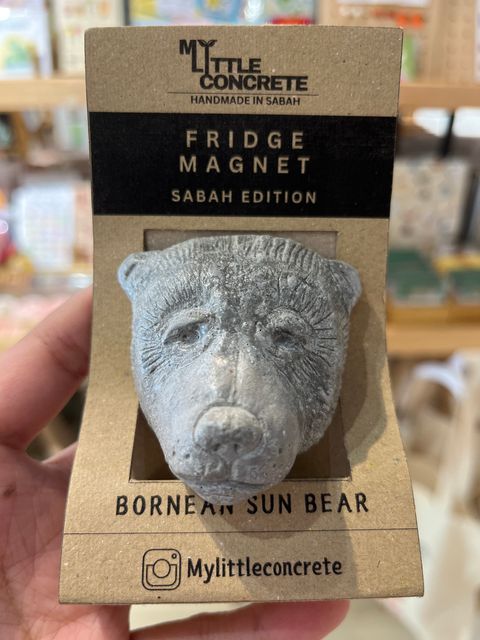 MY
LITTLE
CONCRETE
HANDMADE IN SABAH
FRIDGE
MAGNET
SABAH EDITION
BORNEAN SUN BEAR
Mylittleconcrete